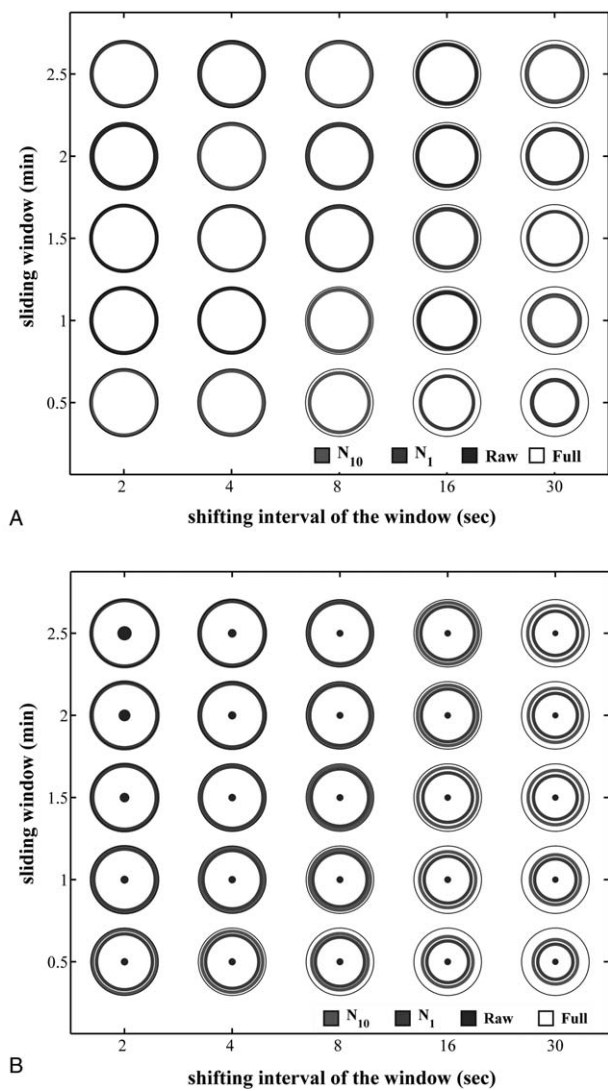 2.5
2
1.5
1
0.5
sliding window (min)
N10 N1 Raw Full
2 4 8 16 30
shifting interval of the window (sec)
A
2.5
2
1.5
1
0.5
sliding window (min)
N10 N1 Raw Full
2 4 8 16 30
shifting interval of the window (sec)
B